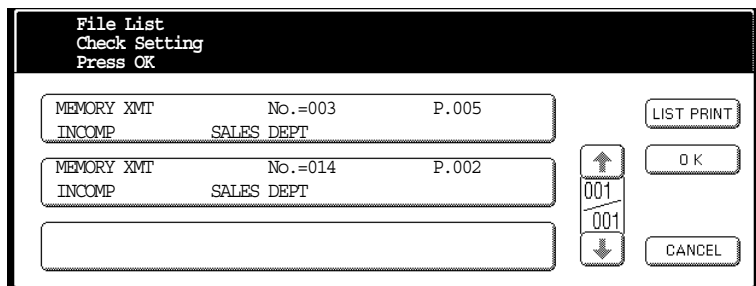 File List
Check Setting
Press OK
MEMORY XMT No.=003 P.005
INCOMP SALES DEPT
MEMORY XMT No.=014 P.002
INCOMP SALES DEPT
LIST PRINT
OK
001
001
CANCEL